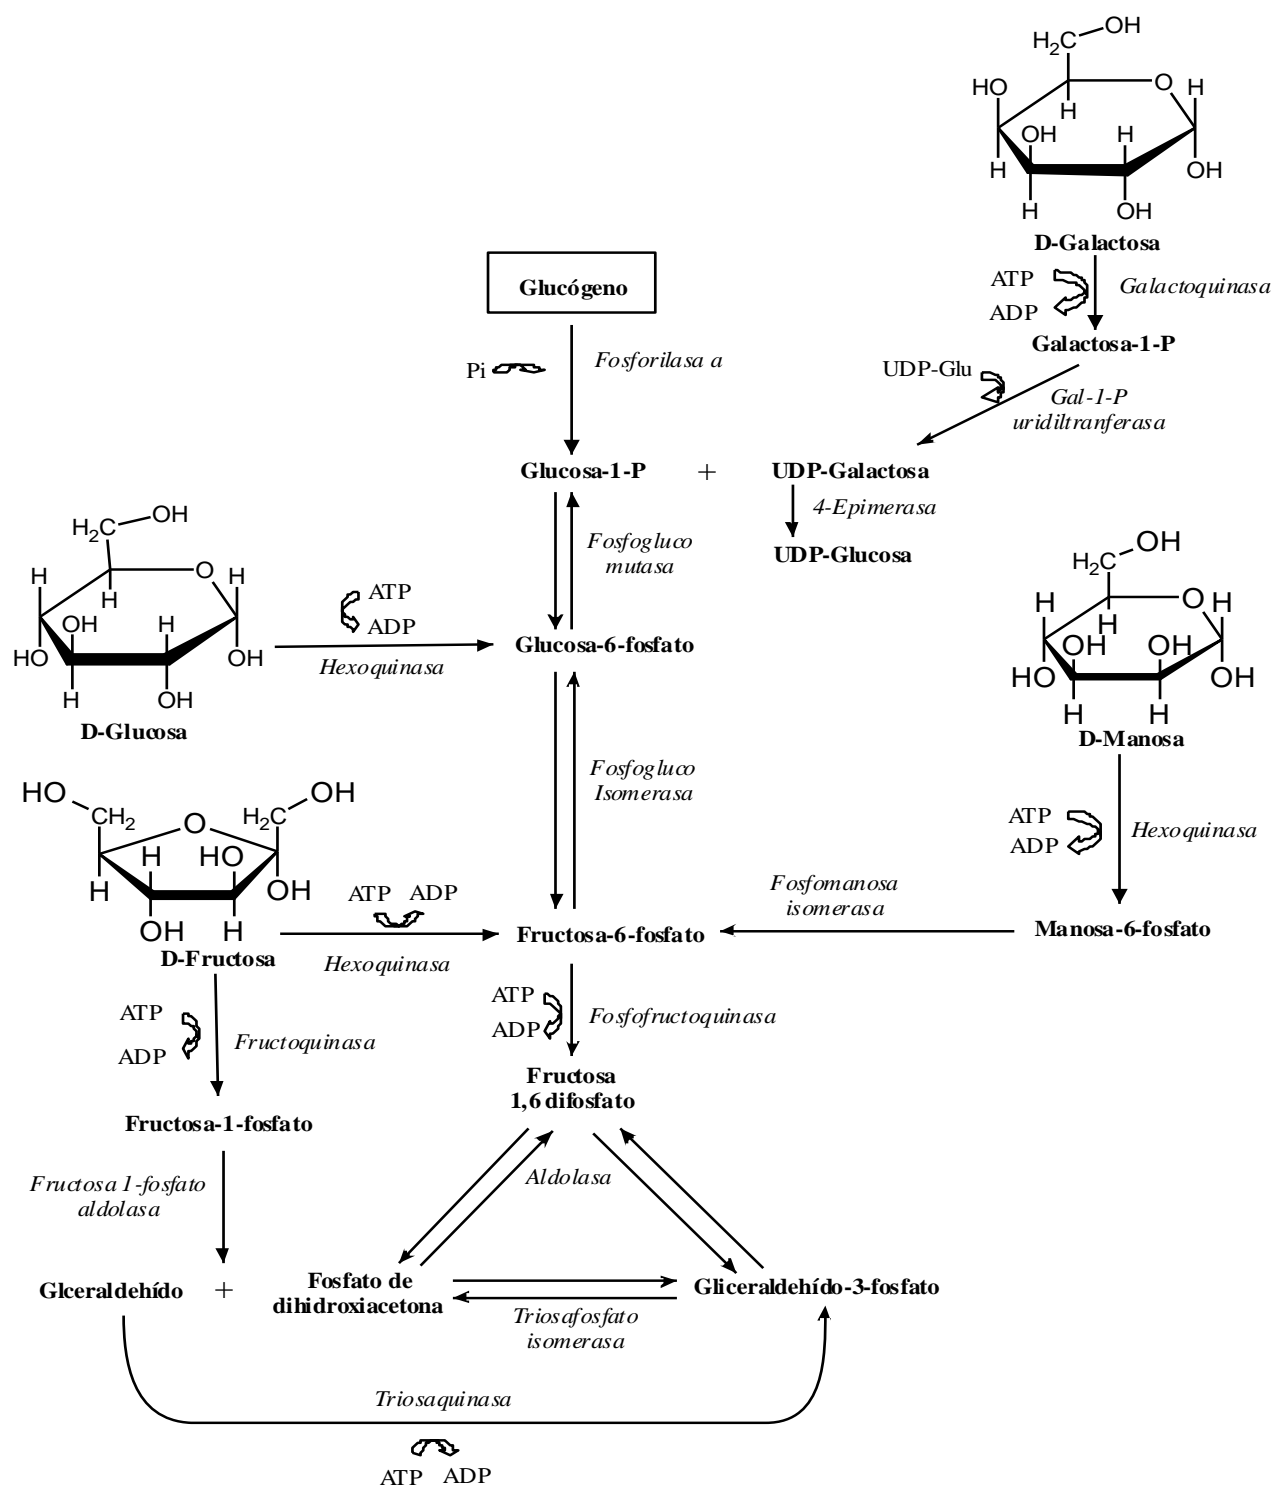 OH
H2C
HO
O
H
OH
H
H
H
OH
H
OH
D-Galactosa
ATP
ADP
Galactoquinasa
Galactosa-1-P
Glucógeno
Pi
Fosforilasa a
UDP-Glu
Gal-1-P
uridiltranferasa
Glucosa-1-P
+
UDP-Galactosa
4-Epimerasa
UDP-Glucosa
Fosfogluco
mutasa
OH
H2C
H
O
H
H
OH
H
HO
OH
H
OH
D-Glucosa
ATP
ADP
Hexoquinasa
Glucosa-6-fosfato
OH
H2C
H
O
H
H
OH
OH
HO
OH
H
H
D-Manosa
ATP
ADP
Hexoquinasa
Fosfogluco
Isomerasa
HO
CH2
O
H2C
OH
H
HO
H
OH
OH
H
D-Fructosa
ATP
ADP
Hexoquinasa
Fructosa-6-fosfato
Fosfomanosa
isomerasa
Manosa-6-fosfato
ATP
ADP
Fructoquinasa
ATP
ADP
Fosfofructoquinasa
Fructosa
1,6 difosfato
Fructosa-1-fosfato
Fructosa 1-fosfato
aldolasa
Aldolasa
Glceraldehído
+
Fosfato de
dihidroxiacetona
Gliceraldehído-3-fosfato
Triosafosfato
isomerasa
Triosaquinasa
ATP
ADP